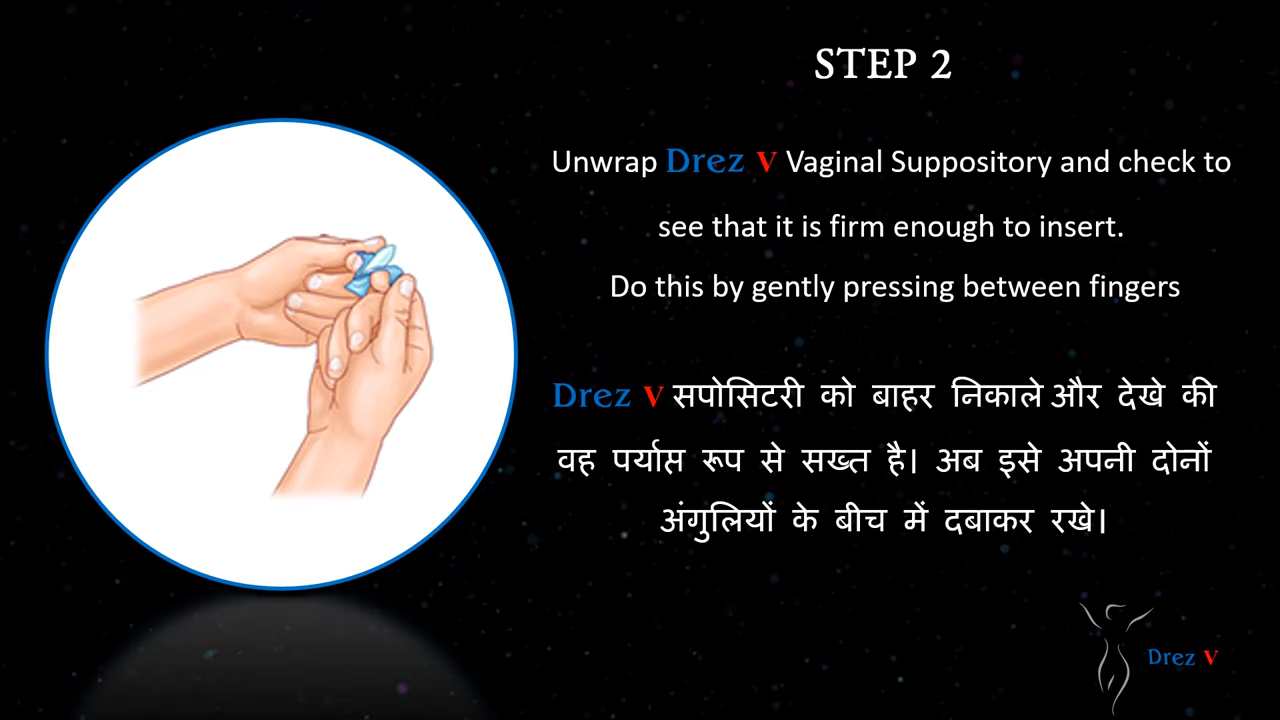 STEP 2
Unwrap Drez V Vaginal Suppository and check to
see that it is firm enough to insert.
Do this by gently pressing between fingers
Drez V सपोसिटरी को बाहर निकाले और देखे की
वह पर्याप्त रूप से सख्त है। अब इसे अपनी दोनों
अंगुलियों के बीच में दबाकर रखे।
Drez V